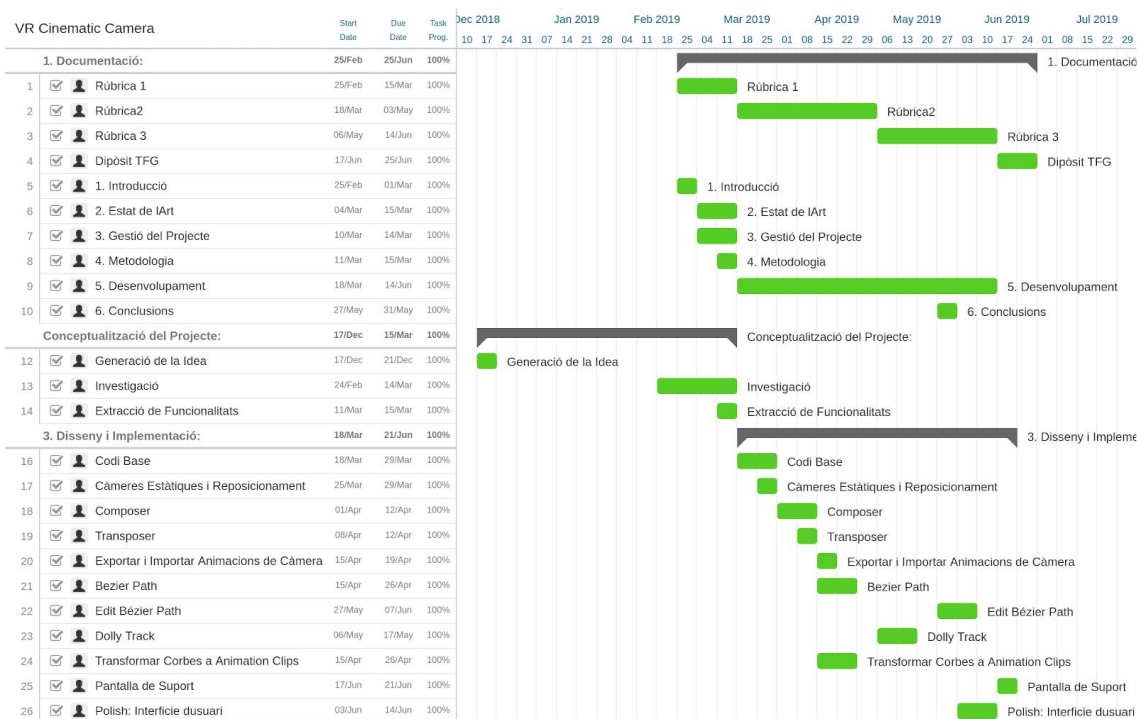 VR Cinematic Camera Start Date Due Date Task Prog. Dec 2018 Jan 2019 Feb 2019 Mar 2019 Apr 2019 May 2019 Jun 2019 Jul 2019
10 17 24 31 07 14 21 28 04 11 18 25 04 11 18 25 01 08 15 22 29 06 13 20 27 03 10 17 24 01 08 15 22 29
1. Documentació: 25/Feb 25/Jun 100% 1. Documentació
1 Rúbrica 1 25/Feb 15/Mar 100% Rúbrica 1
2 Rúbrica2 18/Mar 03/May 100% Rúbrica2
3 Rúbrica 3 06/May 14/Jun 100% Rúbrica 3
4 Dipòsit TFG 17/Jun 25/Jun 100% Dipòsit TFG
5 1. Introducció 25/Feb 01/Mar 100% 1. Introducció
6 2. Estat de lArt 04/Mar 15/Mar 100% 2. Estat de lArt
7 3. Gestió del Projecte 10/Mar 14/Mar 100% 3. Gestió del Projecte
8 4. Metodologia 11/Mar 15/Mar 100% 4. Metodologia
9 5. Desenvolupament 18/Mar 14/Jun 100% 5. Desenvolupament
10 6. Conclusions 27/May 31/May 100% 6. Conclusions
Conceptualització del Projecte: 17/Dec 15/Mar 100% Conceptualització del Projecte:
12 Generació de la Idea 17/Dec 21/Dec 100% Generació de la Idea
13 Investigació 24/Feb 14/Mar 100% Investigació
14 Extracció de Funcionalitats 11/Mar 15/Mar 100% Extracció de Funcionalitats
3. Disseny i Implementació: 18/Mar 21/Jun 100% 3. Disseny i Impleme
16 Codi Base 18/Mar 29/Mar 100% Codi Base
17 Càmeres Estàtiques i Reposicionament 25/Mar 29/Mar 100% Càmeres Estàtiques i Reposicionament
18 Composer 01/Apr 12/Apr 100% Composer
19 Transposer 08/Apr 12/Apr 100% Transposer
20 Exportar i Importar Animacions de Càmera 15/Apr 19/Apr 100% Exportar i Importar Animacions de Càmera
21 Bezier Path 15/Apr 26/Apr 100% Bezier Path
22 Edit Bézier Path 27/May 07/Jun 100% Edit Bézier Path
23 Dolly Track 06/May 17/May 100% Dolly Track
24 Transformar Corbes a Animation Clips 15/Apr 26/Apr 100% Transformar Corbes a Animation Clips
25 Pantalla de Suport 17/Jun 21/Jun 100% Pantalla de Suport
26 Polish: Interficie dusuari 03/Jun 14/Jun 100% Polish: Interficie dusuari